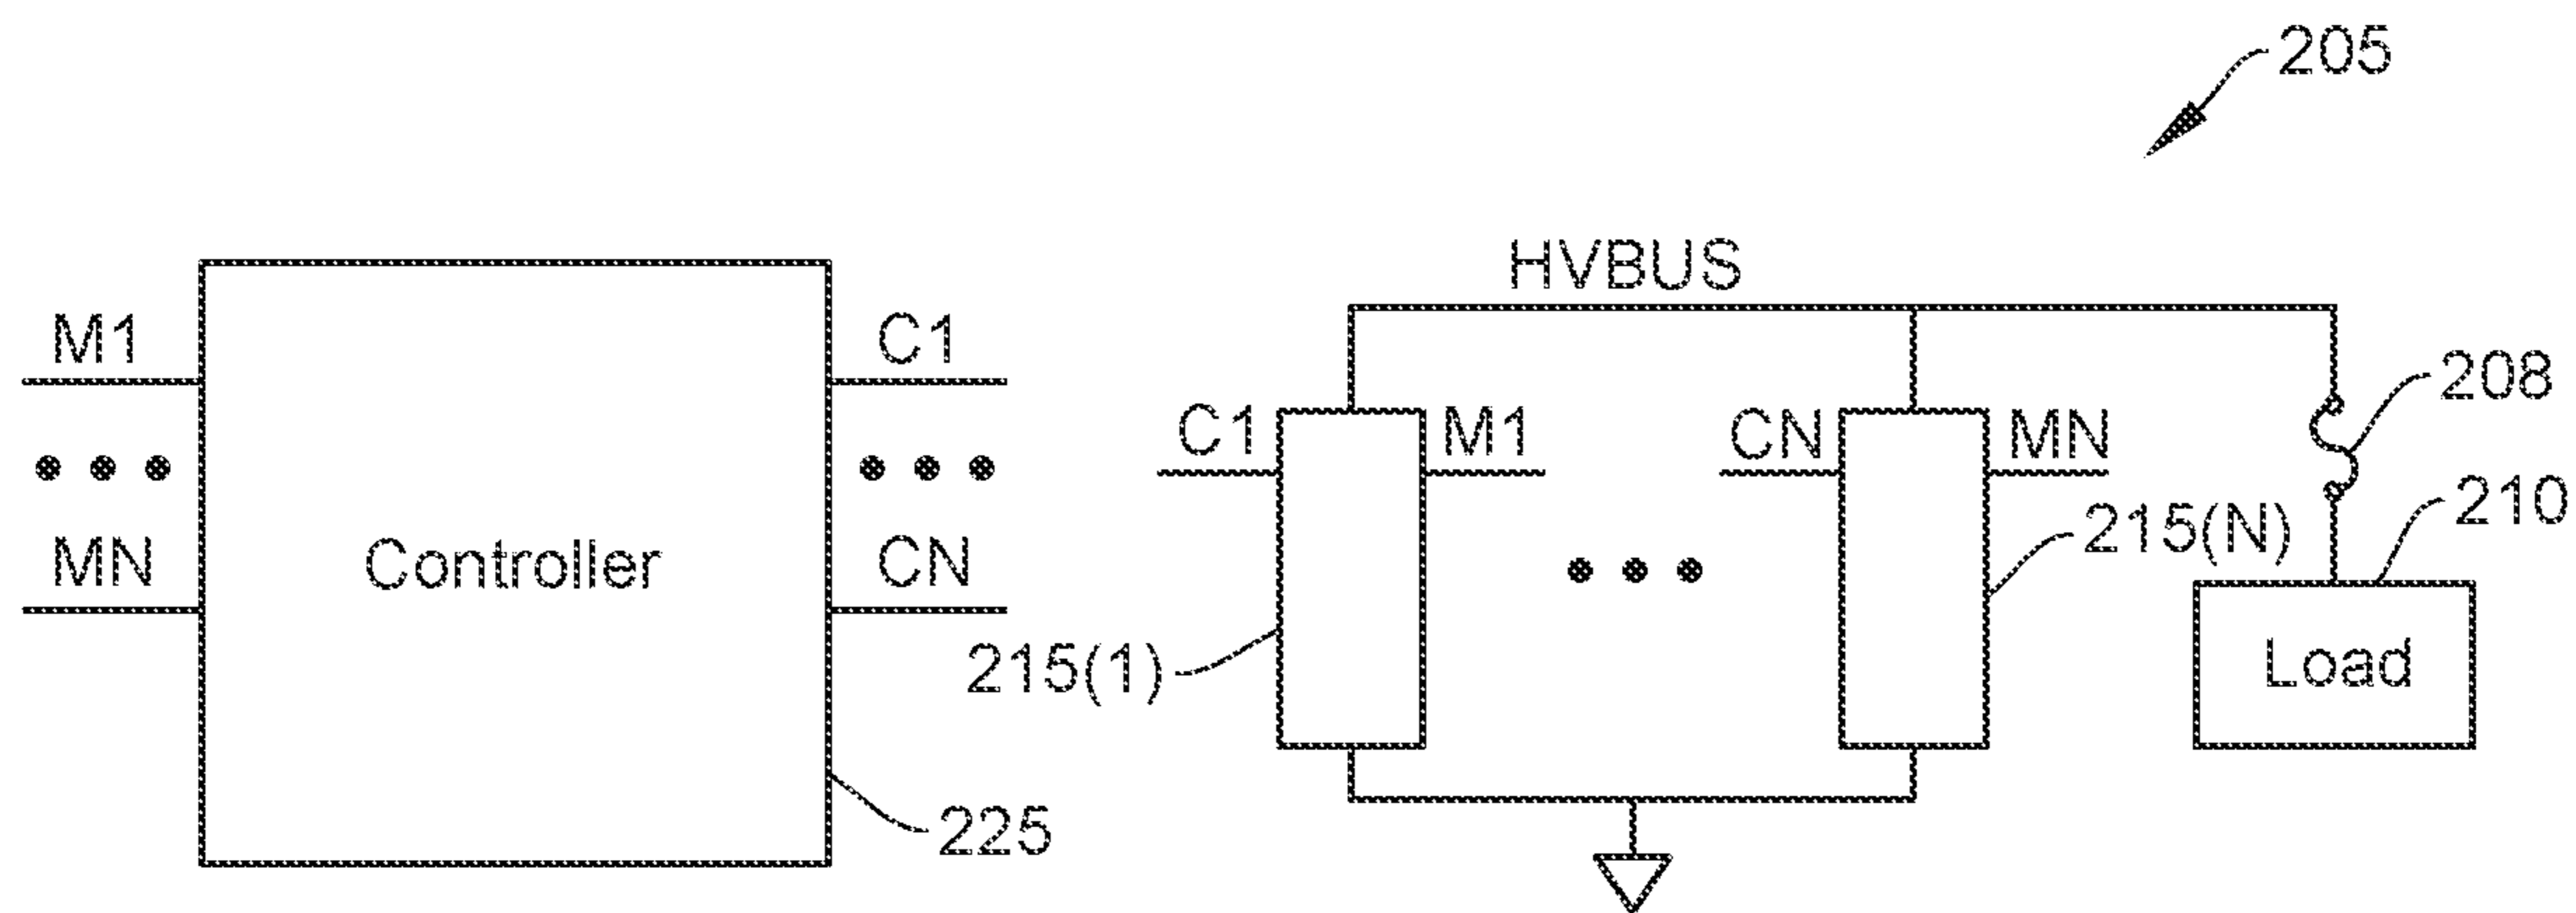 205
HVBUS
M1
C1
208
C1
M1
CN
MN
210
MN
Controller
CN
215(N)
215(1)
Load
225